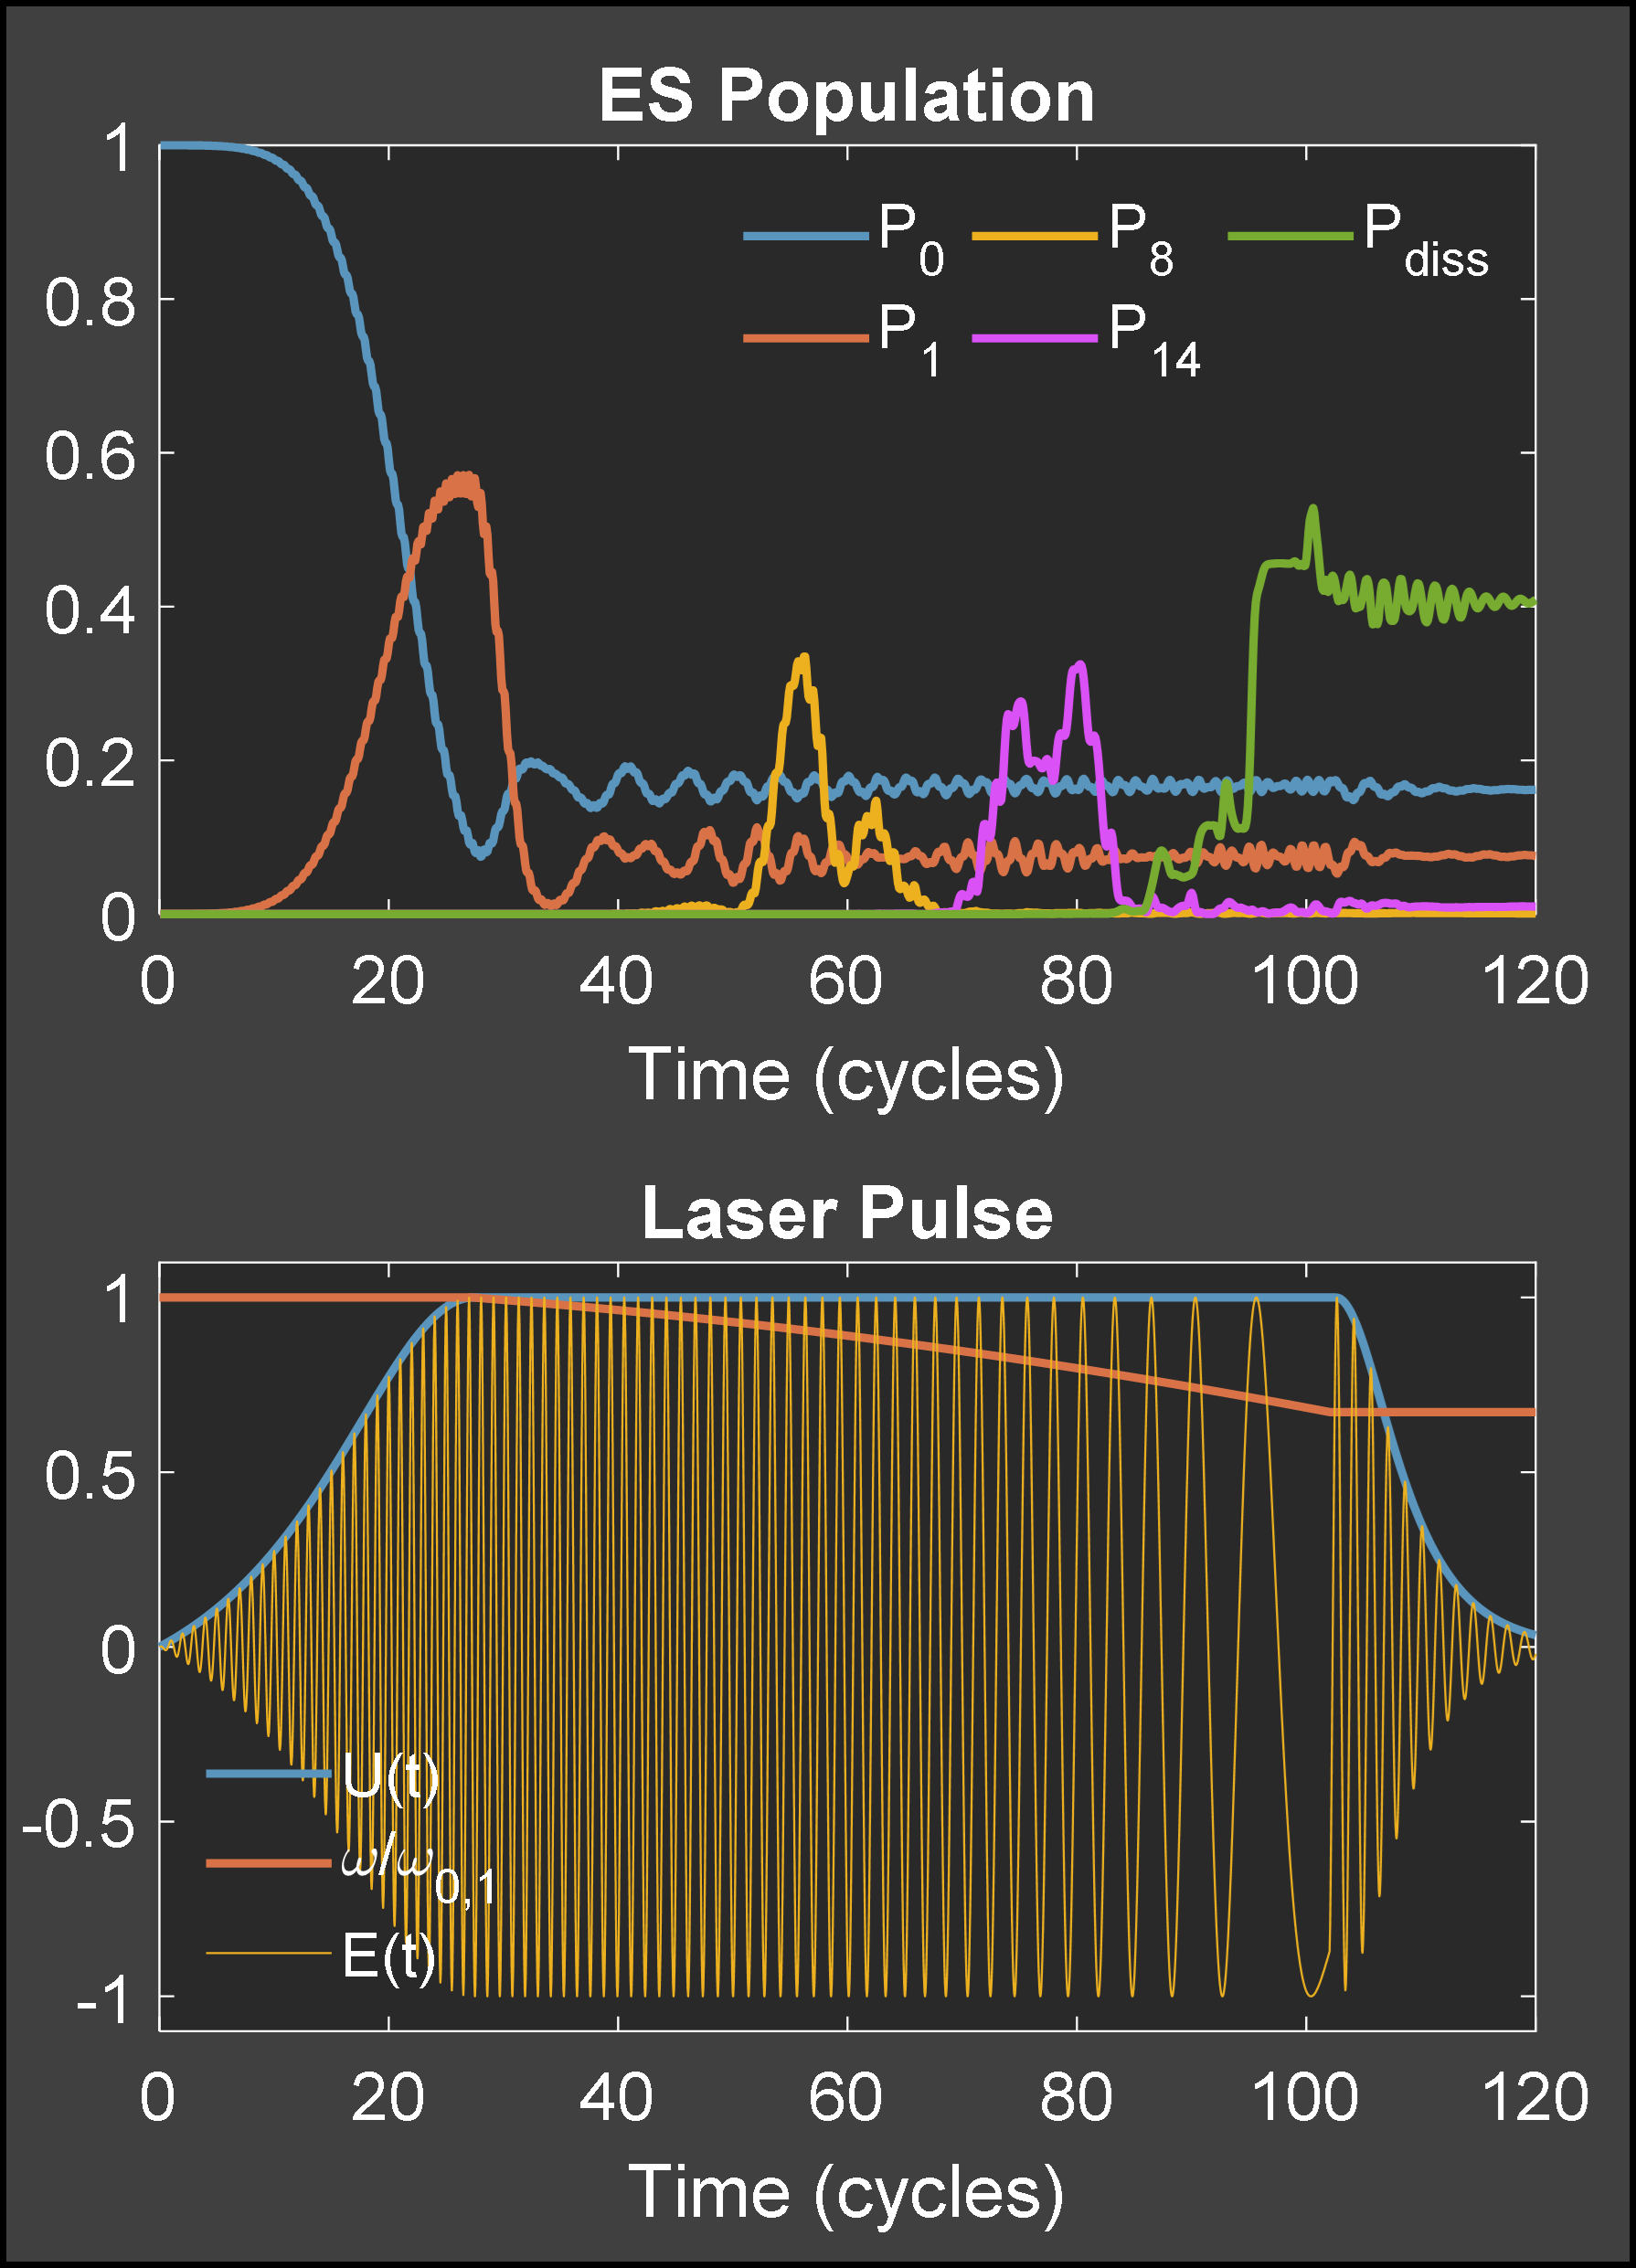 ES Population
1
0.8
0.6
0.4
0.2
0
P₀ P₈ P_diss
P₁ P₁₄
0 20 40 60 80 100 120
Time (cycles)
Laser Pulse
1
0.5
0
-0.5
-1
U(t)
ω/ω₀,₁
E(t)
0 20 40 60 80 100 120
Time (cycles)